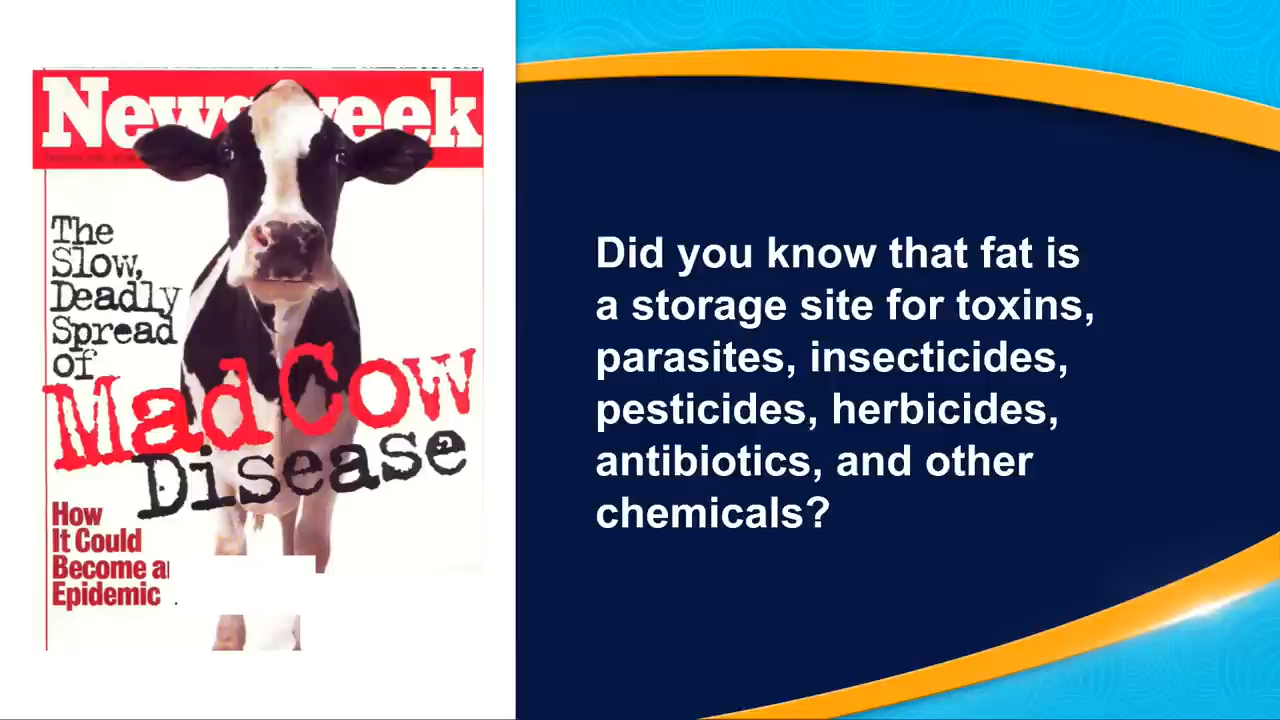 Newsweek
The
Slow,
Deadly
Spread
of
Mad Cow
Disease
How
It Could
Become a
Epidemic
Did you know that fat is
a storage site for toxins,
parasites, insecticides,
pesticides, herbicides,
antibiotics, and other
chemicals?